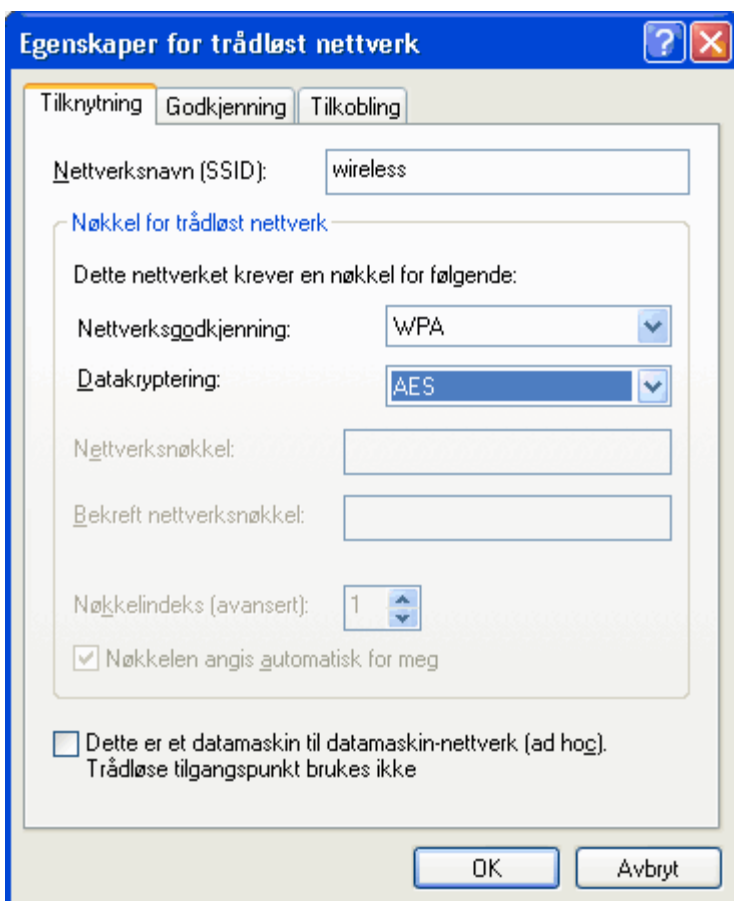 Egenskaper for trådløst nettverk
Tilknytning Godkjenning Tilkobling
Nettverksnavn (SSID): wireless
Nøkkel for trådløst nettverk
Dette nettverket krever en nøkkel for følgende:
Nettverksgodkjenning: WPA
Datakryptering: AES
Nettverksnøkkel:
Bekreft nettverksnøkkel:
Nøkkelindeks (avansert): 1
Nøkkelen angis automatisk for meg
Dette er et datamaskin til datamaskin-nettverk (ad hoc).
Trådløse tilgangspunkt brukes ikke
OK Avbryt